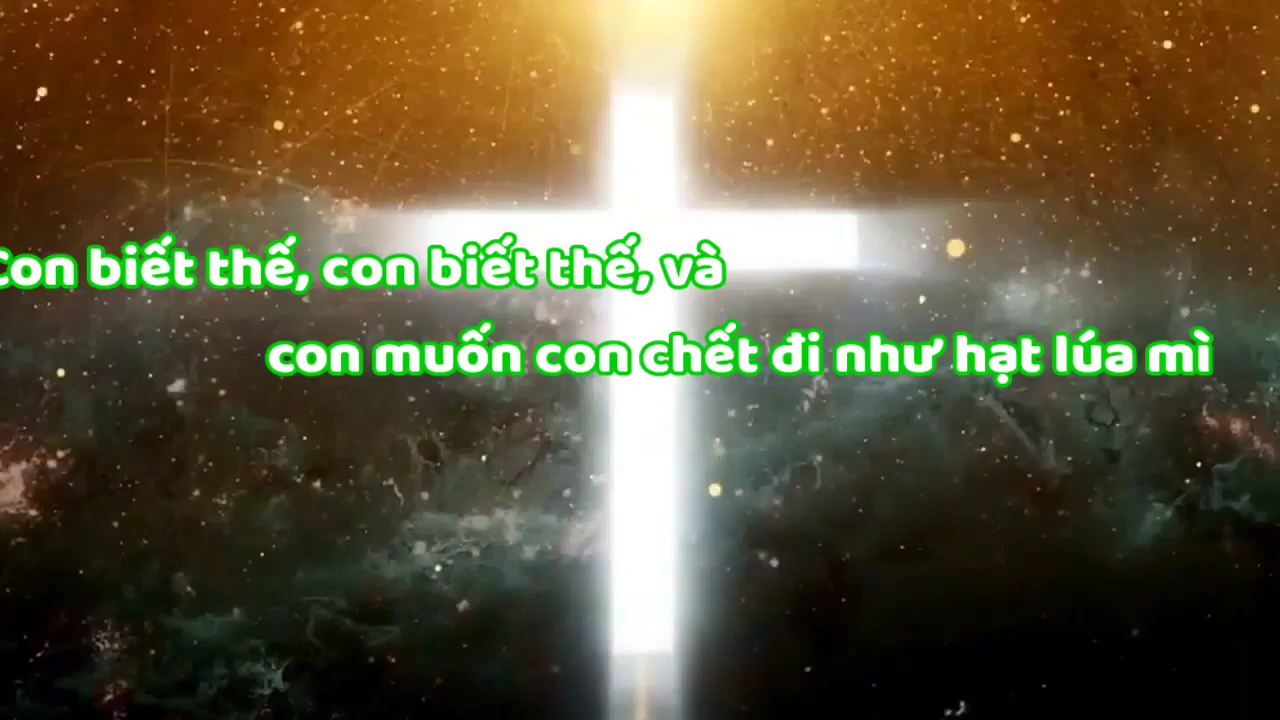 Con biết thế, con biết thế, và
con muốn con chết đi như hạt lúa mì